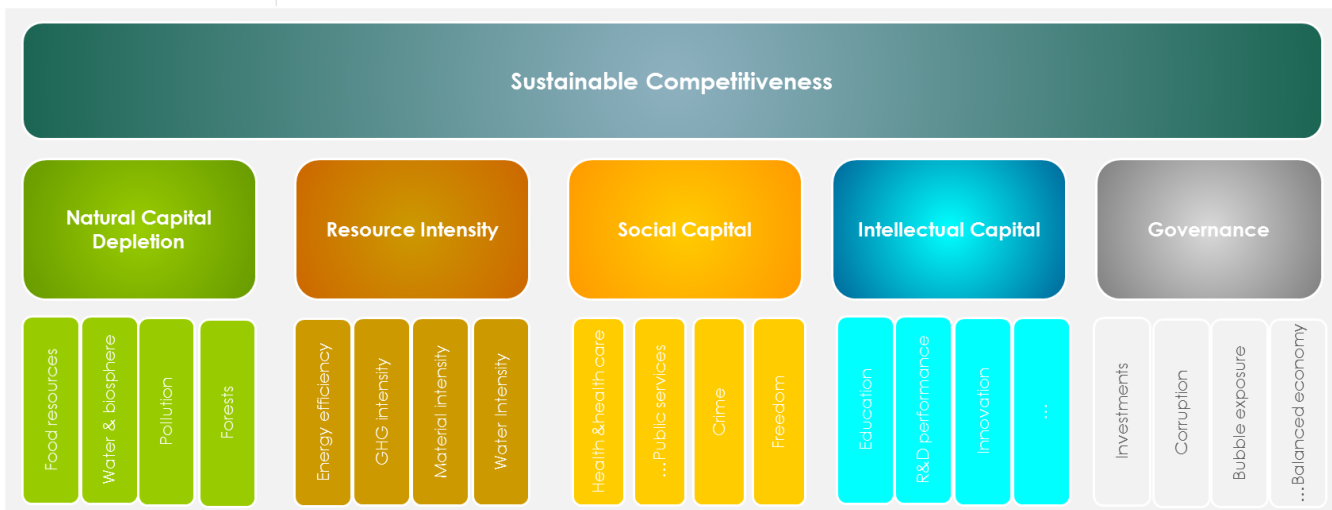 Sustainable Competitiveness
Natural Capital
Depletion
Resource Intensity
Social Capital
Intellectual Capital
Governance
Food resources
Water & biosphere
Pollution
Forests
Energy efficiency
GHG intensity
Material intensity
Water Intensity
Health &health care
...Public services
Crime
Freedom
Education
R&D performance
Innovation
...
Investments
Corruption
Bubble exposure
...Balanced economy